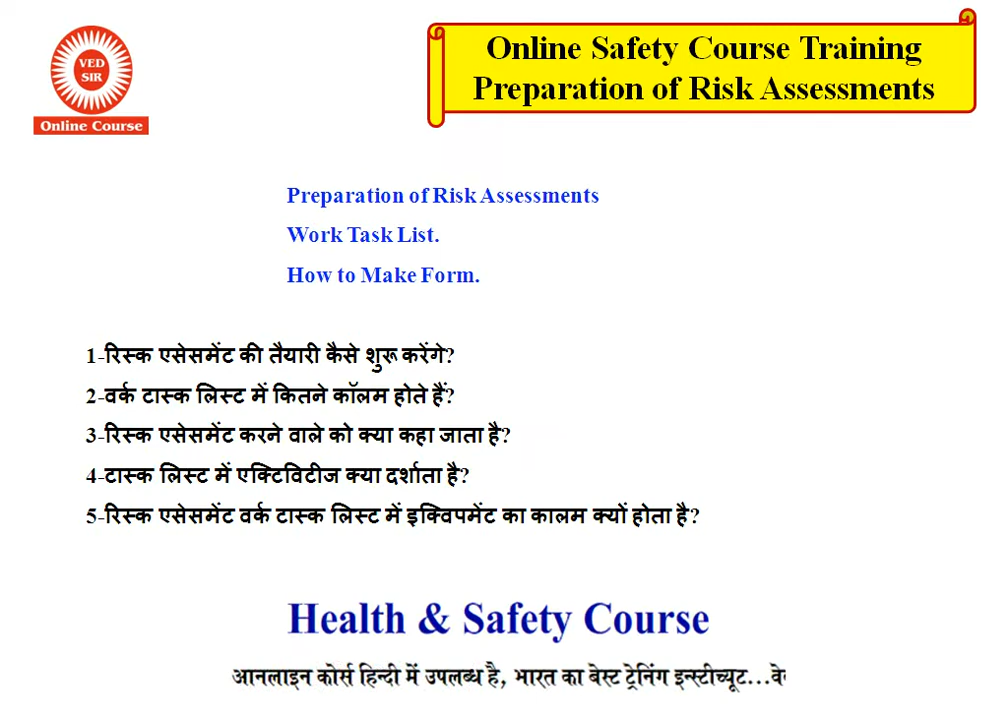 VED
SIR
Online Course
Online Safety Course Training
Preparation of Risk Assessments
Preparation of Risk Assessments
Work Task List.
How to Make Form.
1-रिस्क एसेसमेंट की तैयारी कैसे शुरू करेंगे?
2-वर्क टास्क लिस्ट में कितने कॉलम होते हैं?
3-रिस्क एसेसमेंट करने वाले को क्या कहा जाता है?
4-टास्क लिस्ट में एक्टिविटीज क्या दर्शाता है?
5-रिस्क एसेसमेंट वर्क टास्क लिस्ट में इक्विपमेंट का कालम क्यों होता है?
Health & Safety Course
आनलाइन कोर्स हिन्दी में उपलब्ध है, भारत का बेस्ट ट्रेनिंग इन्स्टीच्यूट...